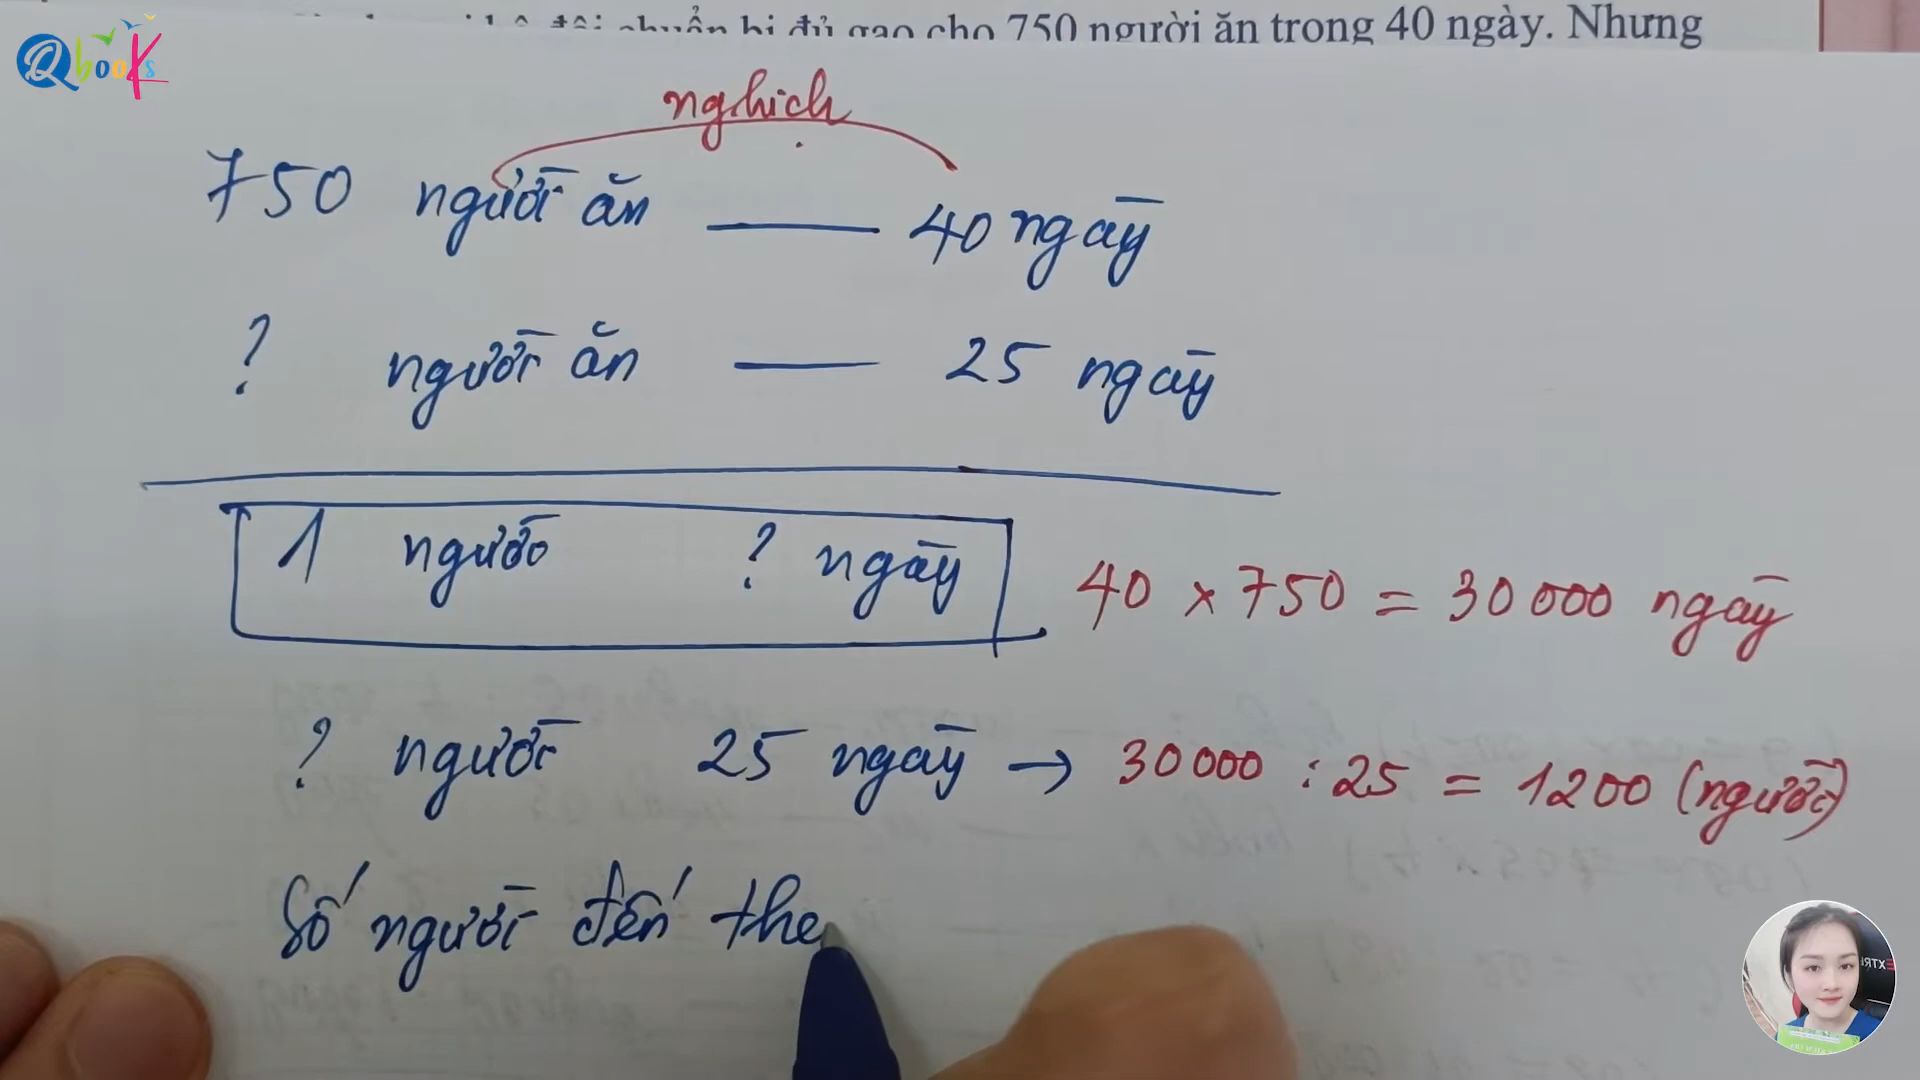 Qbooks
chuẩn bị đủ gạo cho 750 người ăn trong 40 ngày. Nhưng
nghịch
750 người ăn — 40 ngày
? người ăn — 25 ngày
1 người ? ngày 40 x 750 = 30 000 ngày
? người 25 ngày → 30 000 : 25 = 1200 (người)
Số người đến the